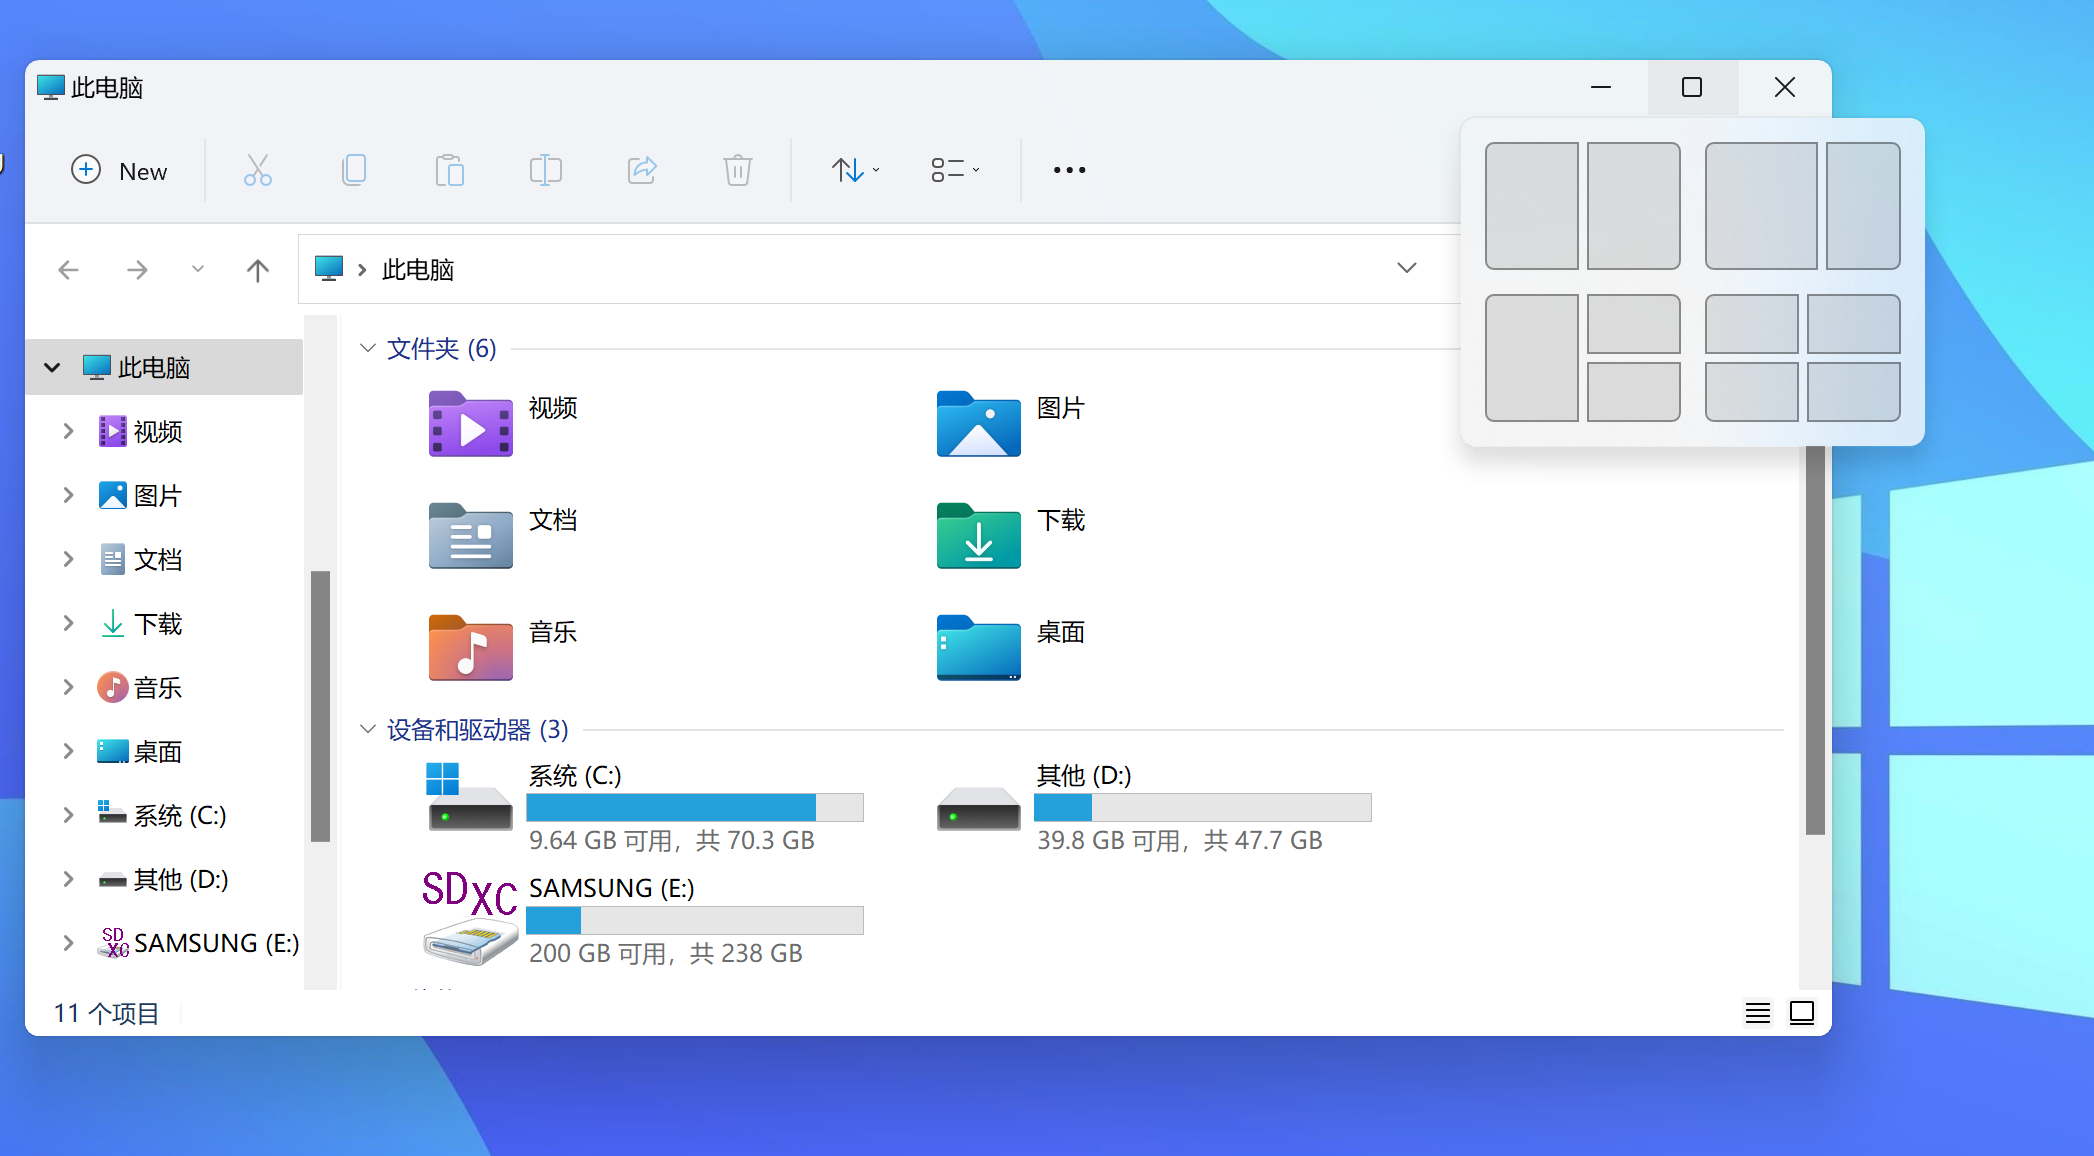 此电脑
New
此电脑
此电脑
视频
图片
文档
下载
音乐
桌面
系统 (C:)
其他 (D:)
SD
XC
SAMSUNG (E:)
文件夹 (6)
视频
图片
文档
下载
音乐
桌面
设备和驱动器 (3)
系统 (C:)
9.64 GB 可用，共 70.3 GB
其他 (D:)
39.8 GB 可用，共 47.7 GB
SDXC
SAMSUNG (E:)
200 GB 可用，共 238 GB
11 个项目